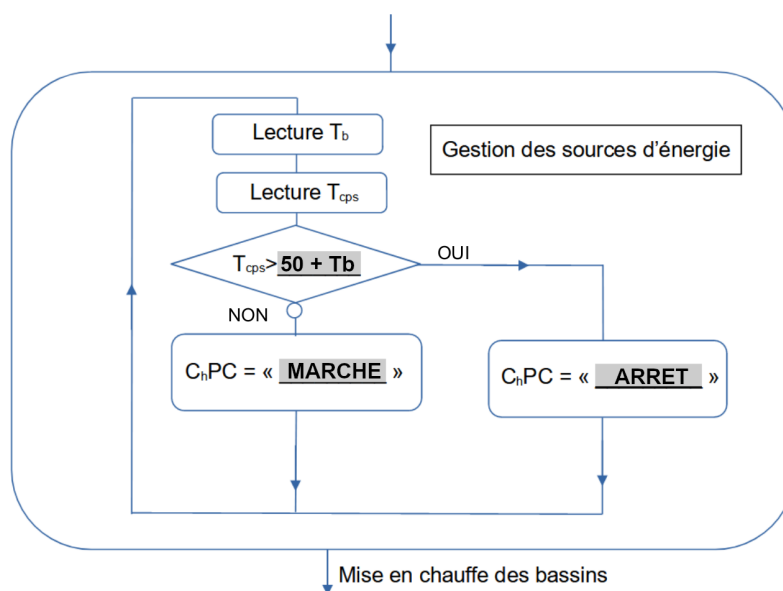 Lecture Tb
Gestion des sources d'énergie
Lecture Tcps
Tcps> 50 + Tb
OUI
NON
ChPC = « MARCHE »
ChPC = « ARRET »
Mise en chauffe des bassins